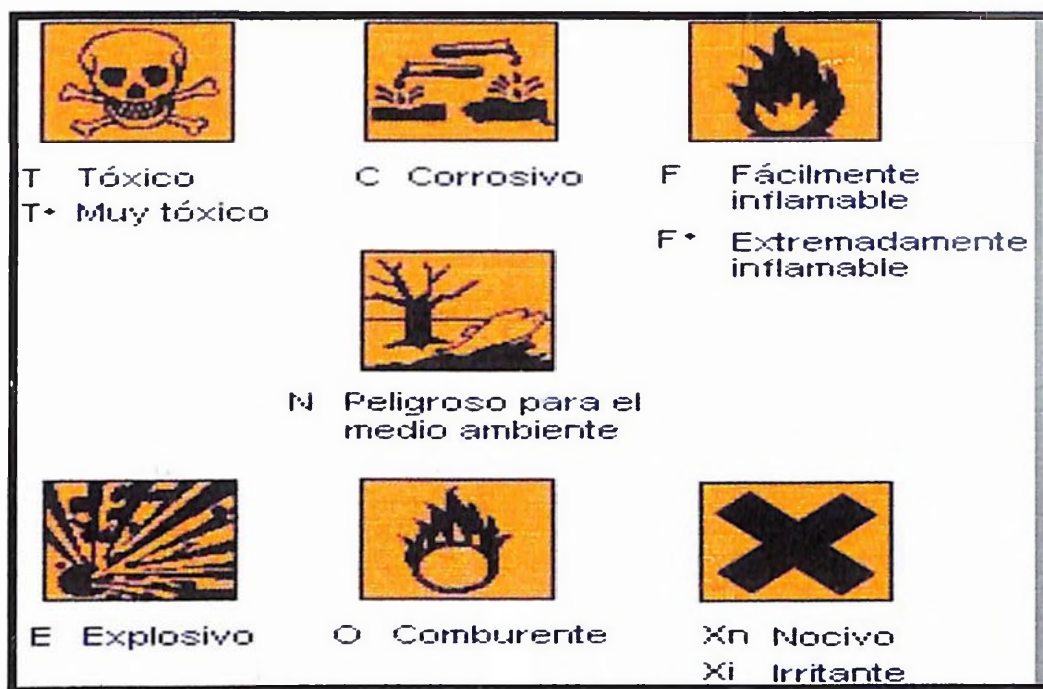 T Tóxico
T+ Muy tóxico
C Corrosivo
F Fácilmente
inflamable
F+ Extremadamente
inflamable
N Peligroso para el
medio ambiente
E Explosivo
O Comburente
Xn Nocivo
Xi Irritante